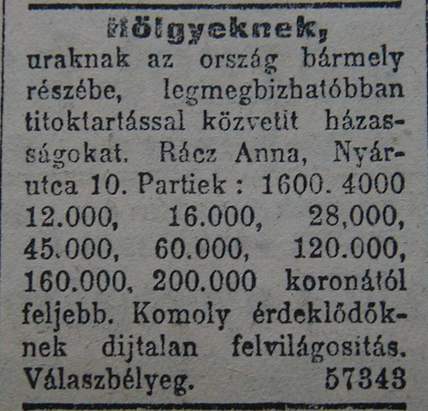 Hölgyeknek,
uraknak az ország bármely
részébe, legmegbizhatóbban
titoktartással közvetit házas-
ságokat. Rácz Anna, Nyár-
utca 10. Partiek : 1600. 4000
12.000, 16.000, 28,000,
45.000, 60.000, 120.000,
160.000, 200.000 koronától
feljebb. Komoly érdeklődők-
nek dijtalan felvilágositás.
Válaszbélyeg. 57343